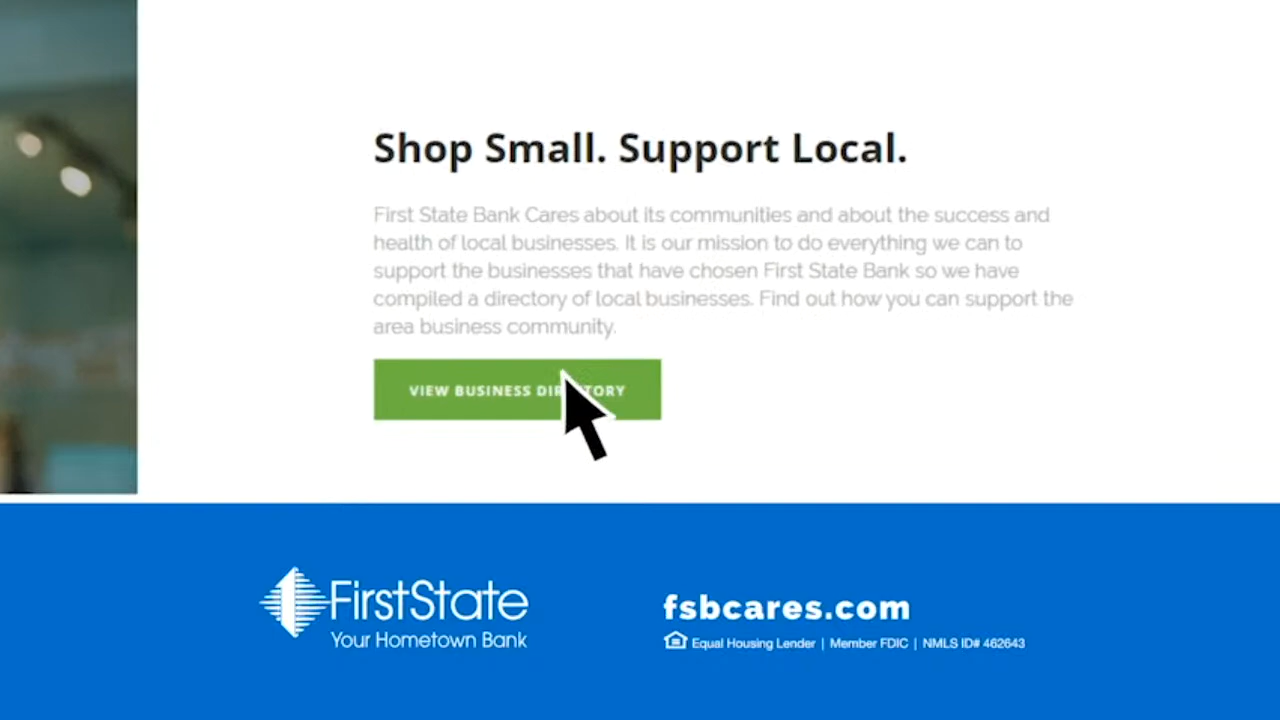 Shop Small. Support Local.
First State Bank Cares about its communities and about the success and
health of local businesses. It is our mission to do everything we can to
support the businesses that have chosen First State Bank so we have
compiled a directory of local businesses. Find out how you can support the
area business community.
VIEW BUSINESS DIRECTORY
FirstState
Your Hometown Bank
fsbcares.com
Equal Housing Lender | Member FDIC | NMLS ID# 462643